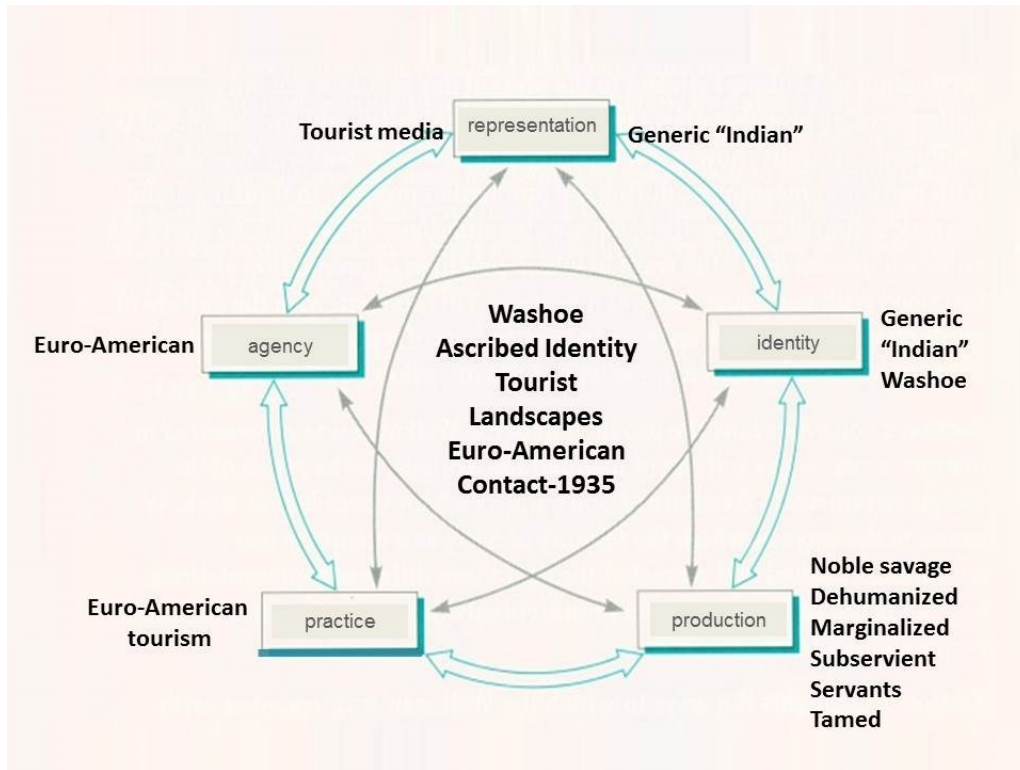 Tourist media
representation
Generic “Indian”
Euro-American
agency
Washoe
Ascribed Identity
Tourist
Landscapes
Euro-American
Contact-1935
identity
Generic
“Indian”
Washoe
Euro-American
tourism
practice
production
Noble savage
Dehumanized
Marginalized
Subservient
Servants
Tamed